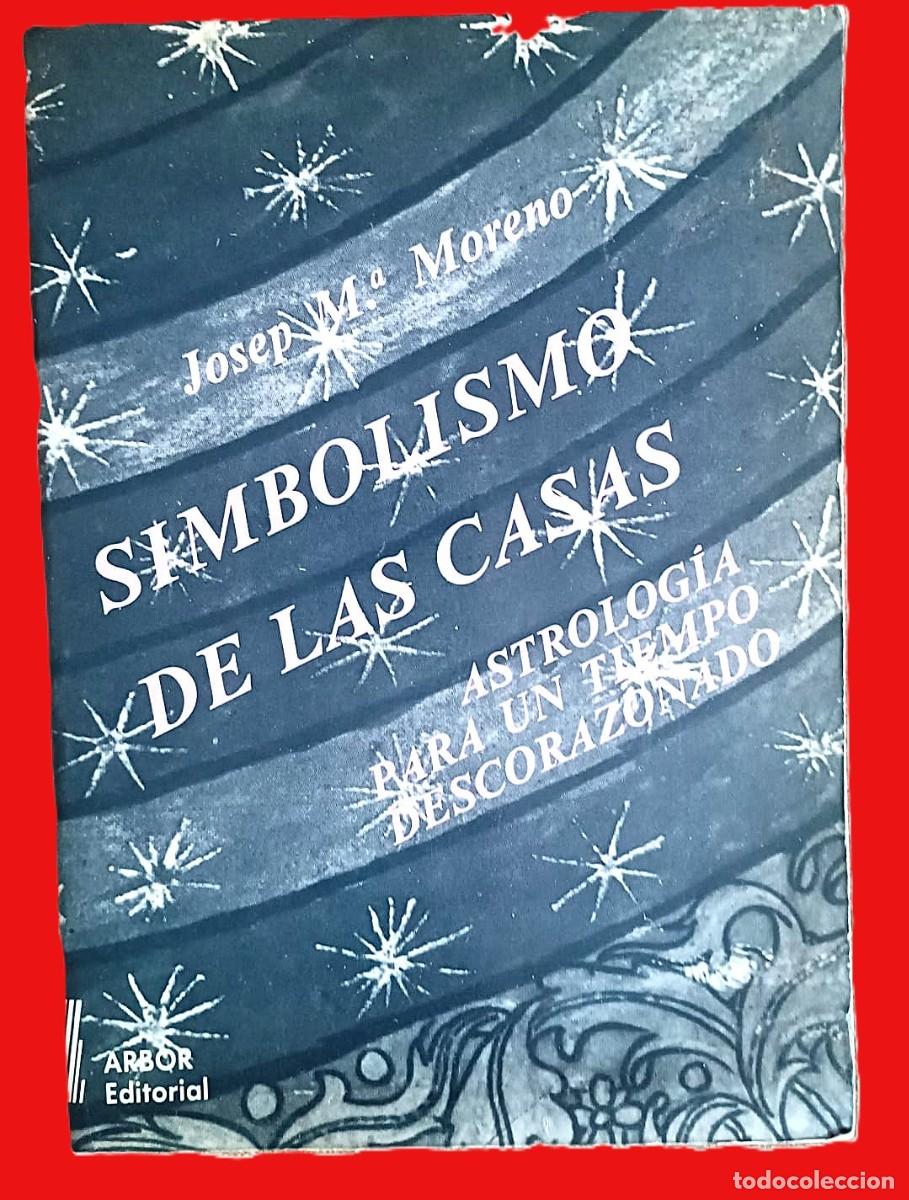 Josep M.ª Moreno
SIMBOLISMO
DE LAS CASAS
ASTROLOGÍA
PARA UN TIEMPO
DESCORAZONADO
ARBOR
Editorial
todocoleccion